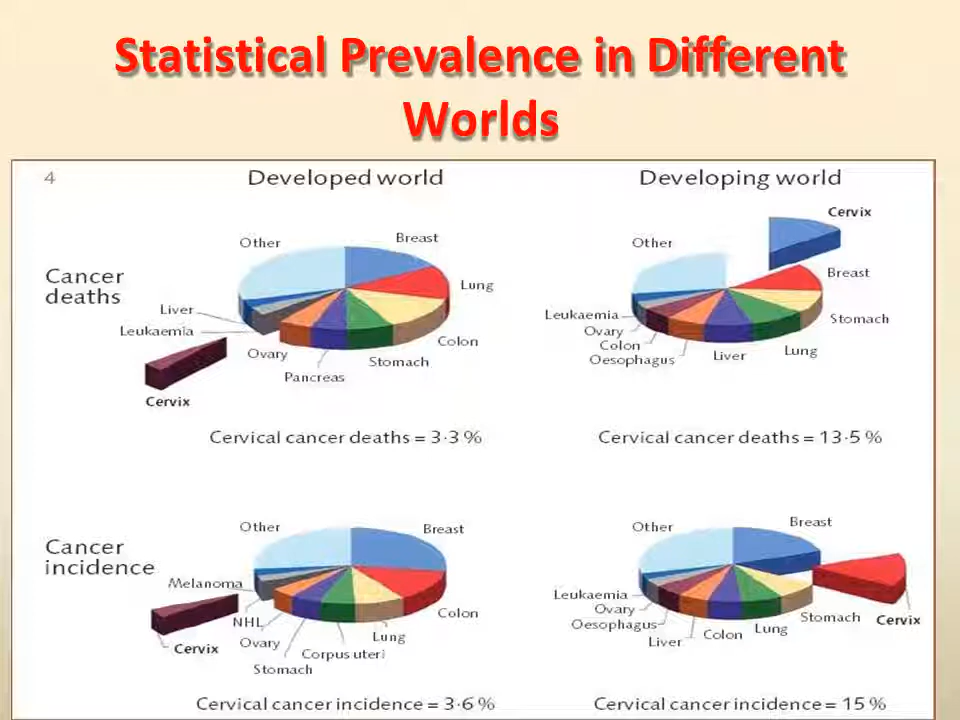 Statistical Prevalence in Different
Worlds
4
Developed world
Developing world
Cancer
deaths
Other
Breast
Lung
Colon
Stomach
Pancreas
Ovary
Cervix
Leukaemia
Liver
Cervical cancer deaths = 3·3 %
Other
Cervix
Breast
Stomach
Lung
Liver
Oesophagus
Colon
Ovary
Leukaemia
Cervical cancer deaths = 13·5 %
Cancer
incidence
Other
Breast
Colon
Lung
Corpus uteri
Stomach
Ovary
NHL
Cervix
Melanoma
Cervical cancer incidence = 3·6 %
Other
Breast
Cervix
Stomach
Lung
Colon
Liver
Oesophagus
Ovary
Leukaemia
Cervical cancer incidence = 15 %